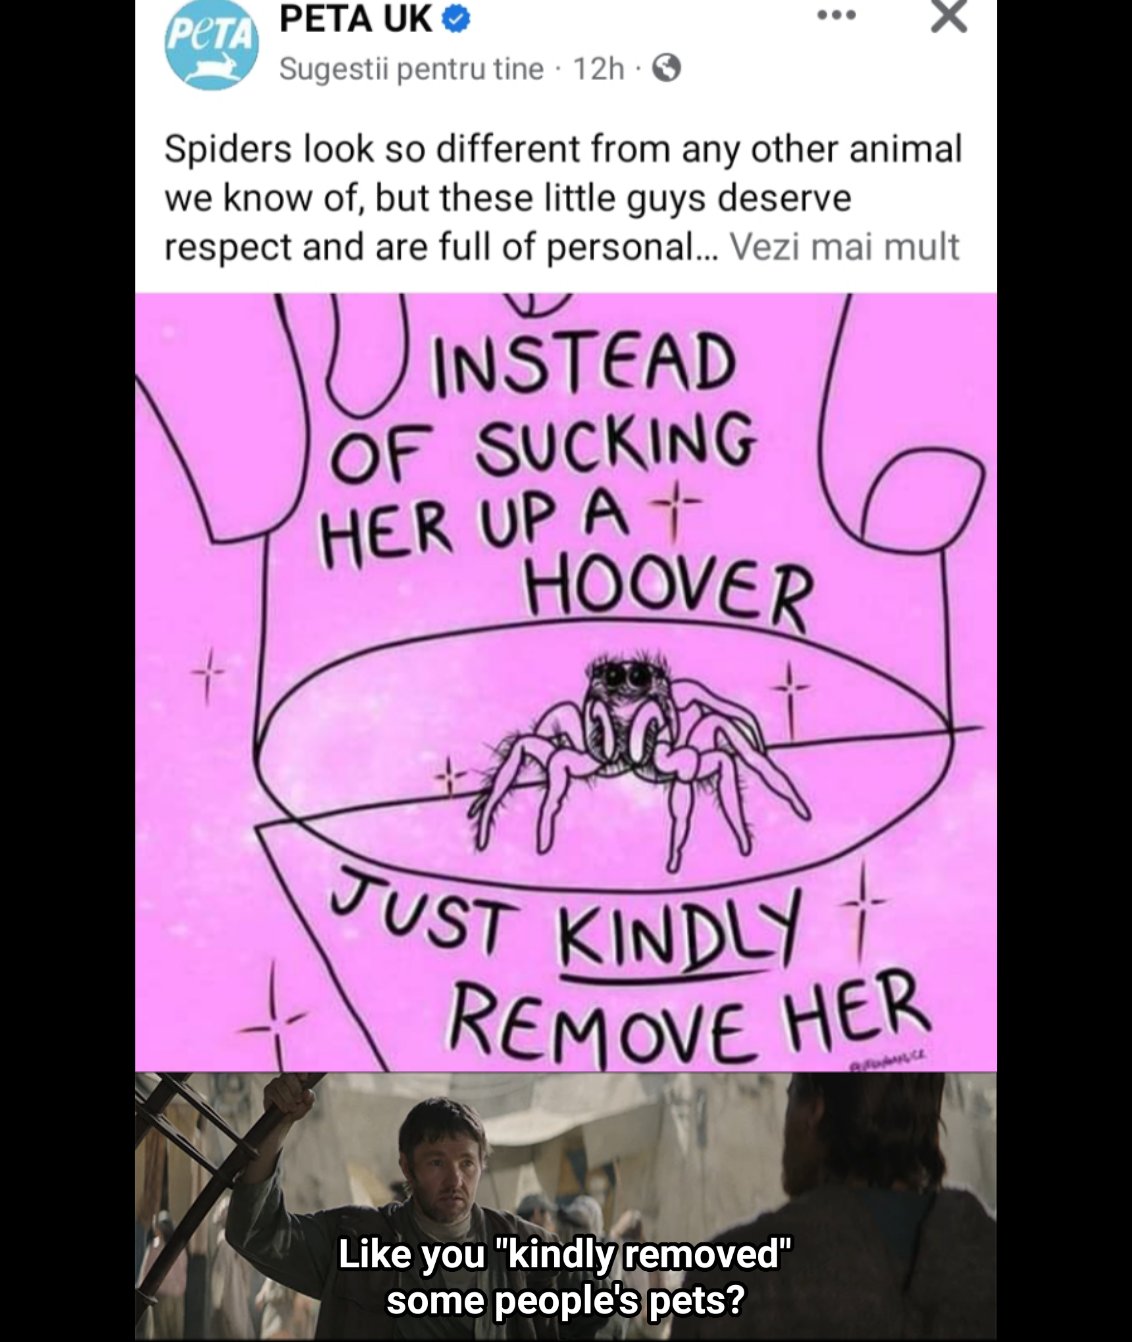 PETA
PETA UK
Sugestii pentru tine · 12h ·
Spiders look so different from any other animal
we know of, but these little guys deserve
respect and are full of personal... Vezi mai mult
INSTEAD
OF SUCKING
HER UP A
HOOVER
JUST KINDLY
REMOVE HER
Like you "kindly removed"
some people's pets?